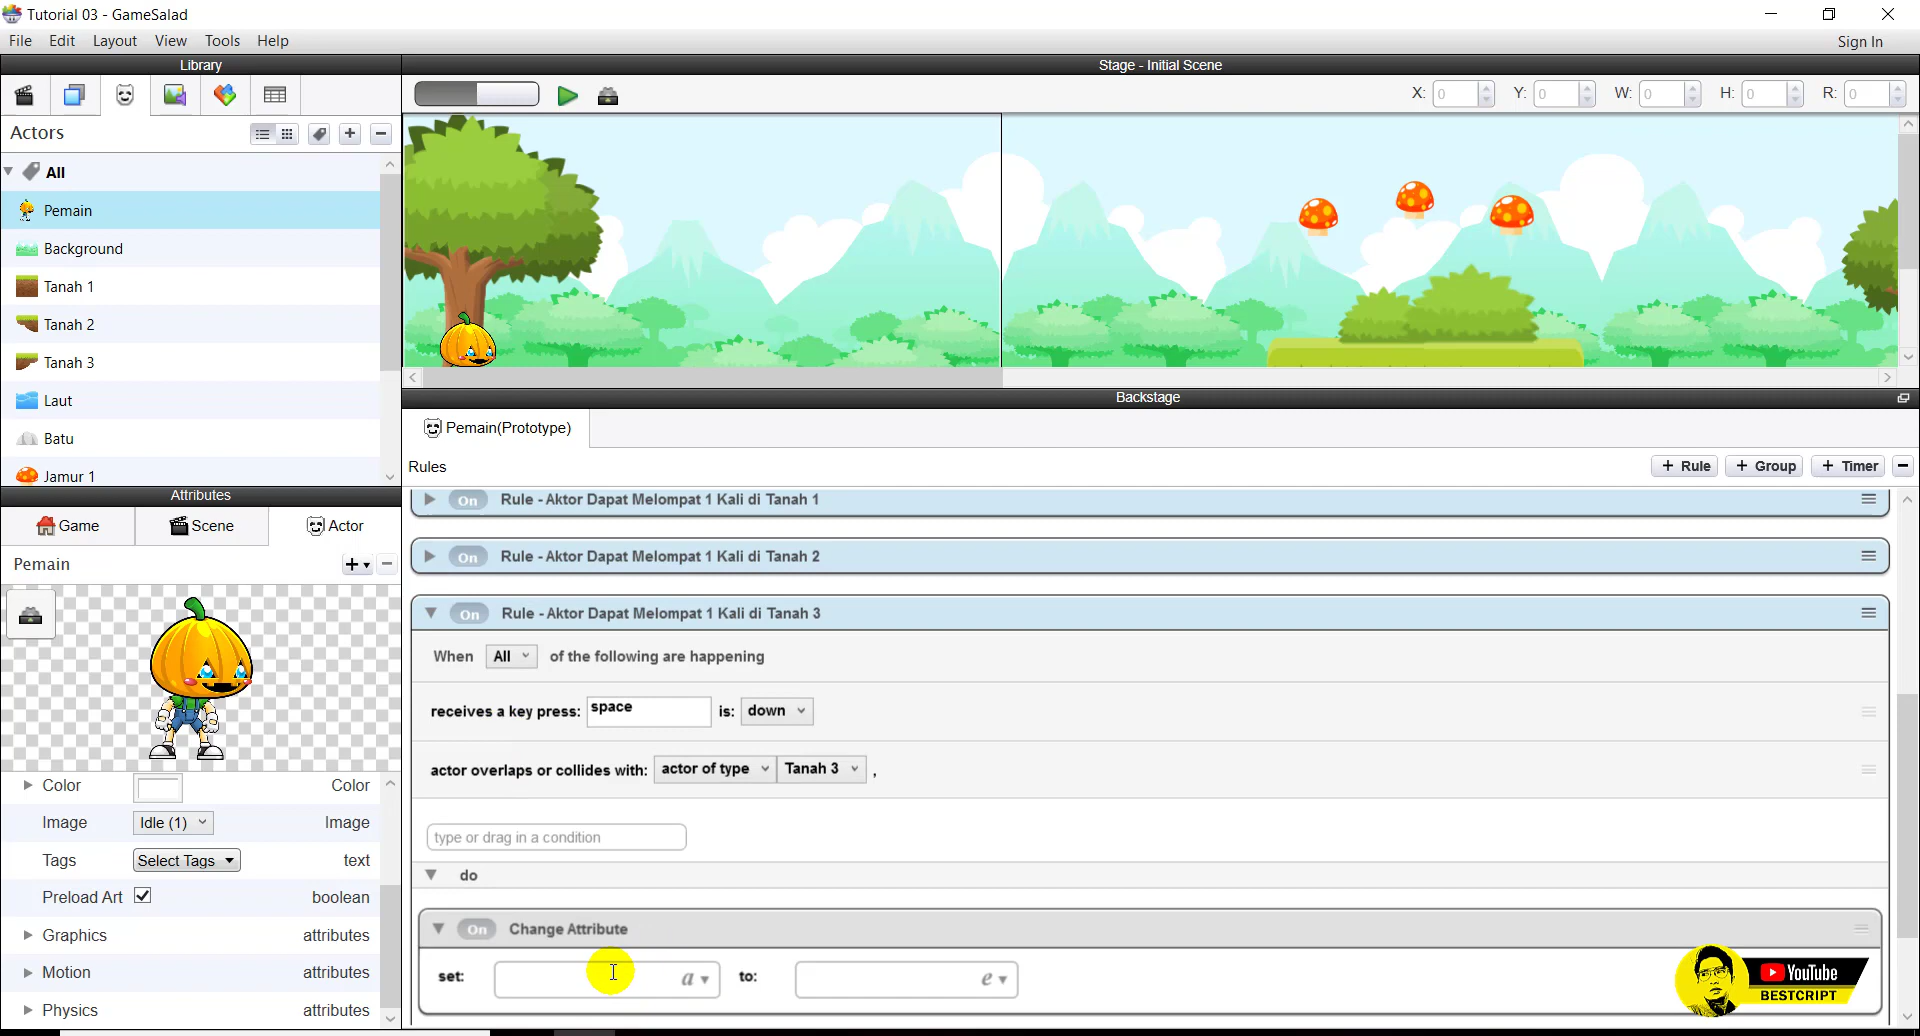 Tutorial 03 - GameSalad
File Edit Layout View Tools Help
Sign In
Library
Stage - Initial Scene
X: 0 Y: 0 W: 0 H: 0 R: 0
Actors
All
Pemain
Background
Tanah 1
Tanah 2
Tanah 3
Laut
Batu
Jamur 1
Attributes
Game Scene Actor
Pemain
Color Color
Image Idle (1) Image
Tags Select Tags text
Preload Art boolean
Graphics attributes
Motion attributes
Physics attributes
Backstage
Pemain(Prototype)
Rules
+ Rule + Group + Timer
On Rule - Aktor Dapat Melompat 1 Kali di Tanah 1
On Rule - Aktor Dapat Melompat 1 Kali di Tanah 2
On Rule - Aktor Dapat Melompat 1 Kali di Tanah 3
When All of the following are happening
receives a key press: space is: down
actor overlaps or collides with: actor of type Tanah 3 ,
type or drag in a condition
do
On Change Attribute
set: a to: e
YouTube
BESTCRIPT